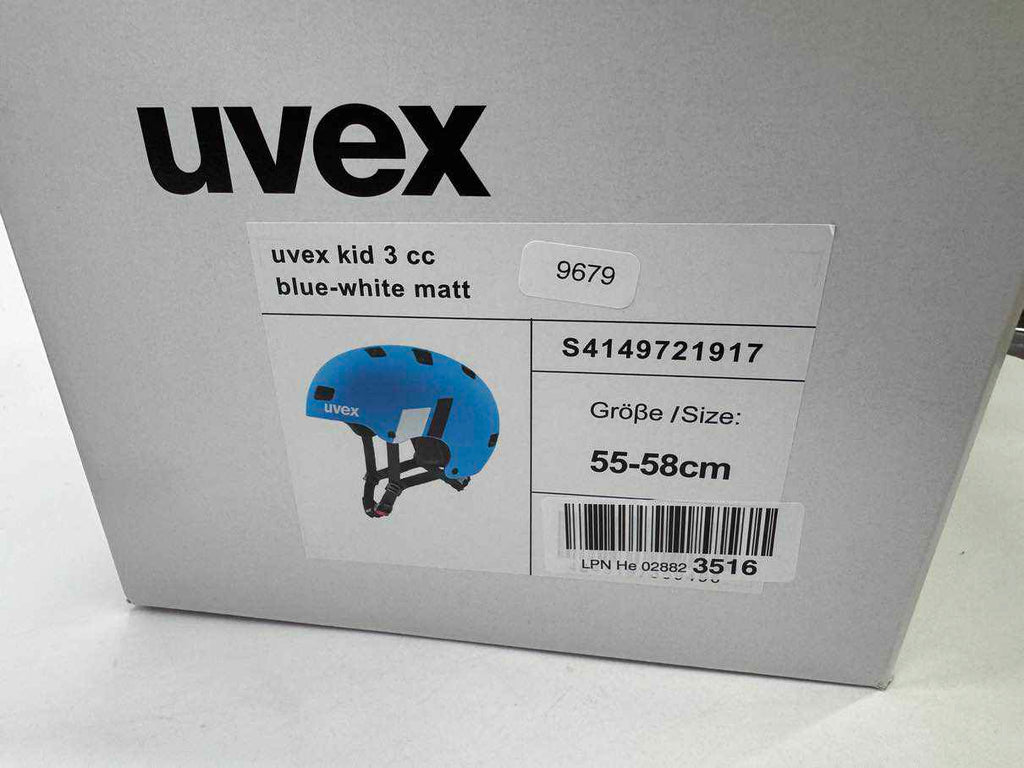 uvex
uvex kid 3 cc
blue-white matt
9679
S4149721917
uvex
Größe /Size:
55-58cm
LPN He 02882 3516